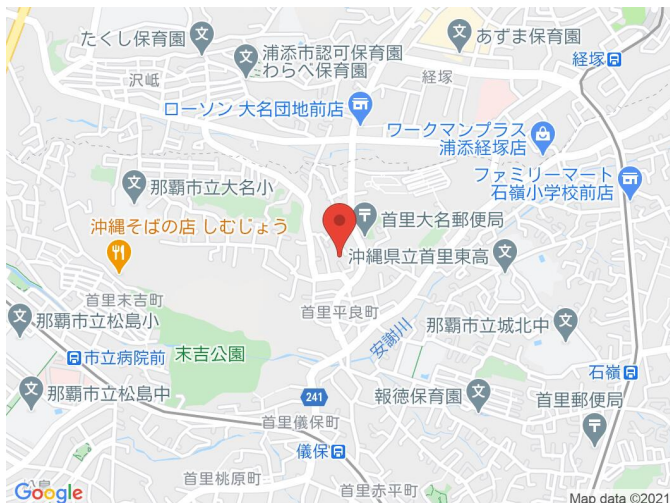 たくし保育園
あずま保育園
浦添市認可保育園
わらべ保育園
経塚
経塚
沢岻
ローソン 大名団地前店
ワークマンプラス
浦添経塚店
ファミリーマート
石嶺小学校前店
那覇市立大名小
首里大名郵便局
沖縄そばの店 しむじょう
沖縄県立首里東高
首里末吉町
首里平良町
那覇市立松島小
安謝川
那覇市立城北中
市立病院前
末吉公園
石嶺
那覇市立松島中
241
報徳保育園
首里郵便局
首里儀保町
儀保
首里桃原町
首里赤平町
Google
Map data ©2021